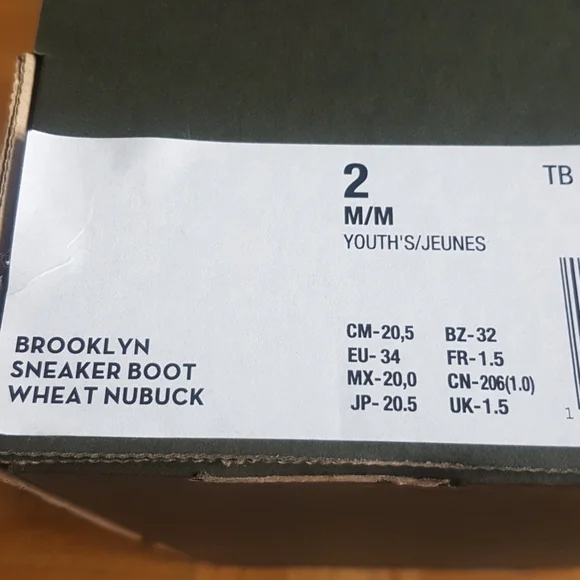 2
TB
M/M
YOUTH'S/JEUNES
BROOKLYN
SNEAKER BOOT
WHEAT NUBUCK
CM-20,5 BZ-32
EU-34 FR-1.5
MX-20,0 CN-206(1.0)
JP-20.5 UK-1.5
1